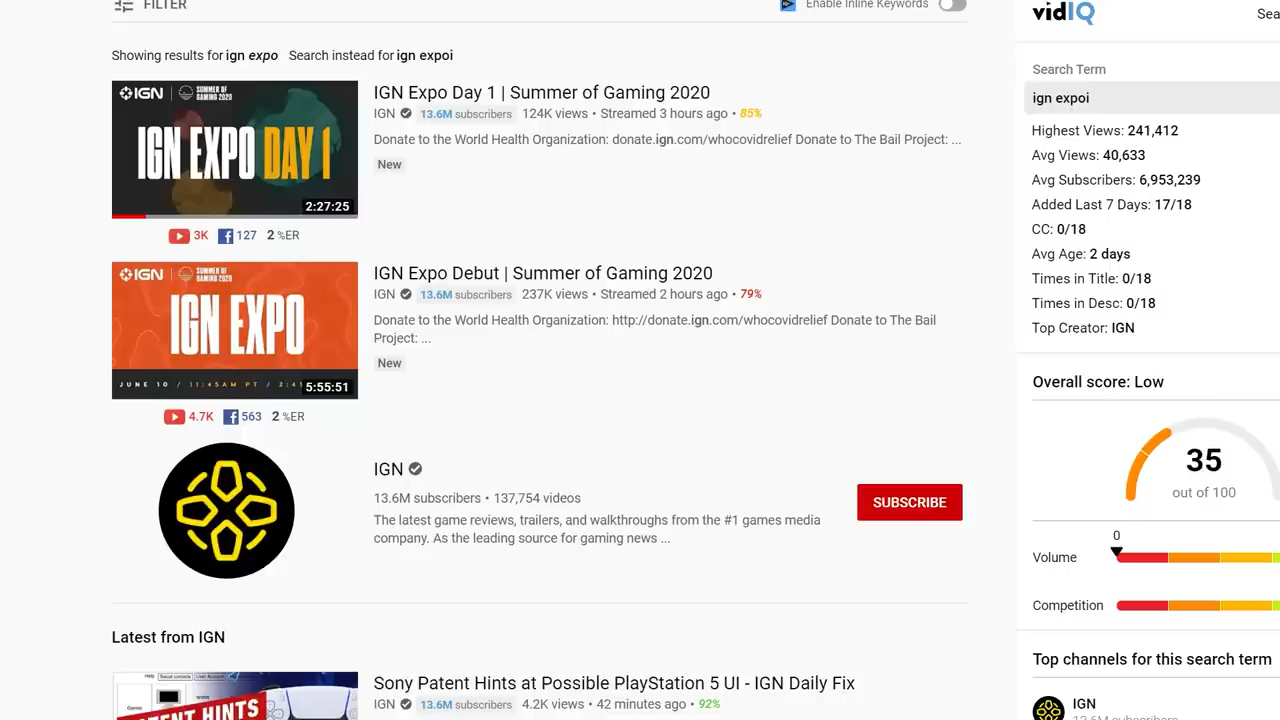 FILTER
Enable Inline Keywords
Showing results for ign expo Search instead for ign expoi
IGN SUMMER OF GAMING 2020
IGN EXPO DAY 1
2:27:25
IGN Expo Day 1 | Summer of Gaming 2020
IGN 13.6M subscribers 124K views • Streamed 3 hours ago • 85%
Donate to the World Health Organization: donate.ign.com/whocovidrelief Donate to The Bail Project: ...
New
3K 127 2 %ER
IGN SUMMER OF GAMING 2020
IGN EXPO
JUNE 10 / 11:45AM PT / 2:4
5:55:51
IGN Expo Debut | Summer of Gaming 2020
IGN 13.6M subscribers 237K views • Streamed 2 hours ago • 79%
Donate to the World Health Organization: http://donate.ign.com/whocovidrelief Donate to The Bail
Project: ...
New
4.7K 563 2 %ER
IGN
13.6M subscribers • 137,754 videos
The latest game reviews, trailers, and walkthroughs from the #1 games media
company. As the leading source for gaming news ...
SUBSCRIBE
Latest from IGN
Sony Patent Hints at Possible PlayStation 5 UI - IGN Daily Fix
IGN 13.6M subscribers 4.2K views • 42 minutes ago • 92%
HINTS
vidIQ
Sea
Search Term
ign expoi
Highest Views: 241,412
Avg Views: 40,633
Avg Subscribers: 6,953,239
Added Last 7 Days: 17/18
CC: 0/18
Avg Age: 2 days
Times in Title: 0/18
Times in Desc: 0/18
Top Creator: IGN
Overall score: Low
35
out of 100
0
Volume
Competition
Top channels for this search term
IGN
13.6M subscribers